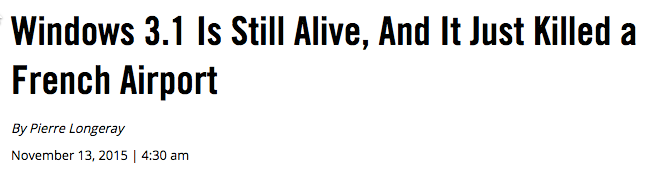 Windows 3.1 Is Still Alive, And It Just Killed a
French Airport
By Pierre Longeray
November 13, 2015 | 4:30 am